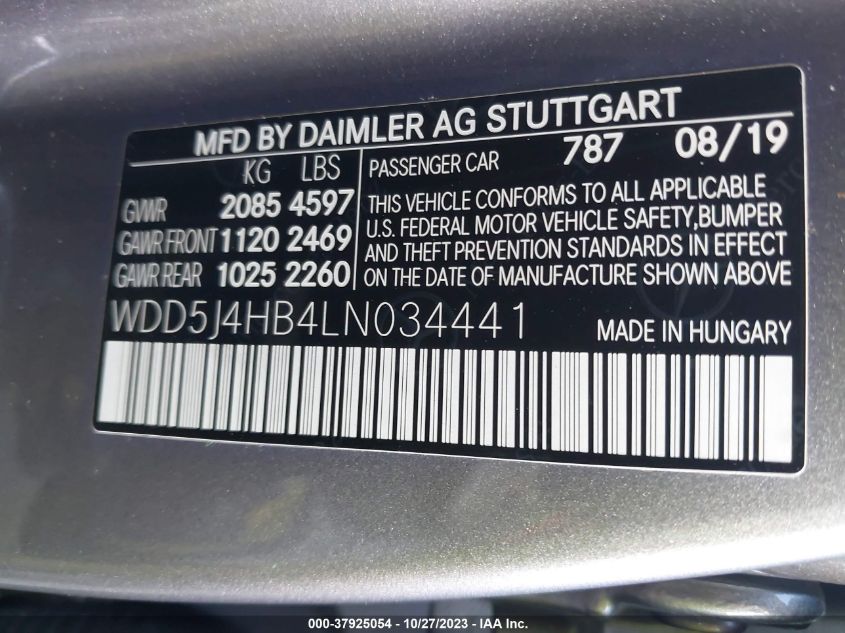 MFD BY DAIMLER AG STUTTGART
KG LBS
GVWR 2085 4597
GAWR FRONT 1120 2469
GAWR REAR 1025 2260
PASSENGER CAR 787 08/19
THIS VEHICLE CONFORMS TO ALL APPLICABLE
U.S. FEDERAL MOTOR VEHICLE SAFETY,BUMPER
AND THEFT PREVENTION STANDARDS IN EFFECT
ON THE DATE OF MANUFACTURE SHOWN ABOVE
WDD5J4HB4LN034441
MADE IN HUNGARY
000-37925054 - 10/27/2023 - IAA Inc.